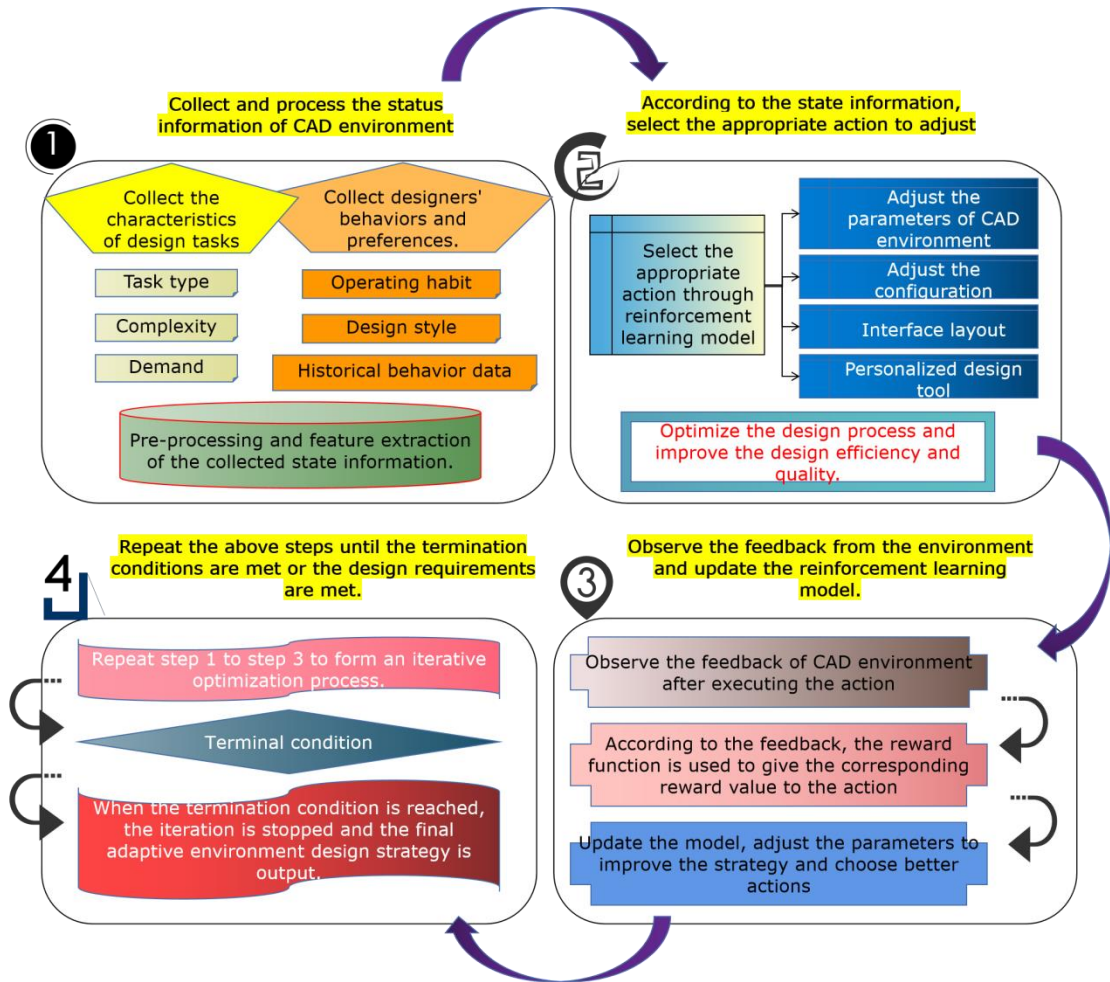 Collect and process the status
information of CAD environment
1
Collect the
characteristics
of design tasks
Collect designers'
behaviors and
preferences.
Task type
Complexity
Demand
Operating habit
Design style
Historical behavior data
Pre-processing and feature extraction
of the collected state information.
According to the state information,
select the appropriate action to adjust
2
Select the
appropriate
action through
reinforcement
learning model
Adjust the
parameters of CAD
environment
Adjust the
configuration
Interface layout
Personalized design
tool
Optimize the design process and
improve the design efficiency and
quality.
Observe the feedback from the environment
and update the reinforcement learning
model.
3
Observe the feedback of CAD environment
after executing the action
According to the feedback, the reward
function is used to give the corresponding
reward value to the action
Update the model, adjust the parameters to
improve the strategy and choose better
actions
Repeat the above steps until the termination
conditions are met or the design requirements
are met.
4
Repeat step 1 to step 3 to form an iterative
optimization process.
Terminal condition
When the termination condition is reached,
the iteration is stopped and the final
adaptive environment design strategy is
output.